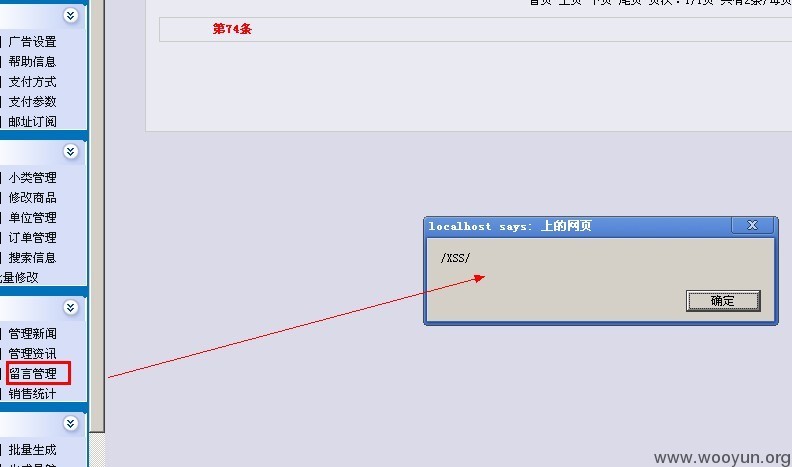 首页 上页 下页 尾页 页次：1/1页 共有2条/每页
第74条
广告设置
帮助信息
支付方式
支付参数
邮址订阅
小类管理
修改商品
单位管理
订单管理
搜索信息
量修改
管理新闻
管理资讯
留言管理
销售统计
批量生成
localhost says: 上的网页
/XSS/
确定
www.wooyun.org